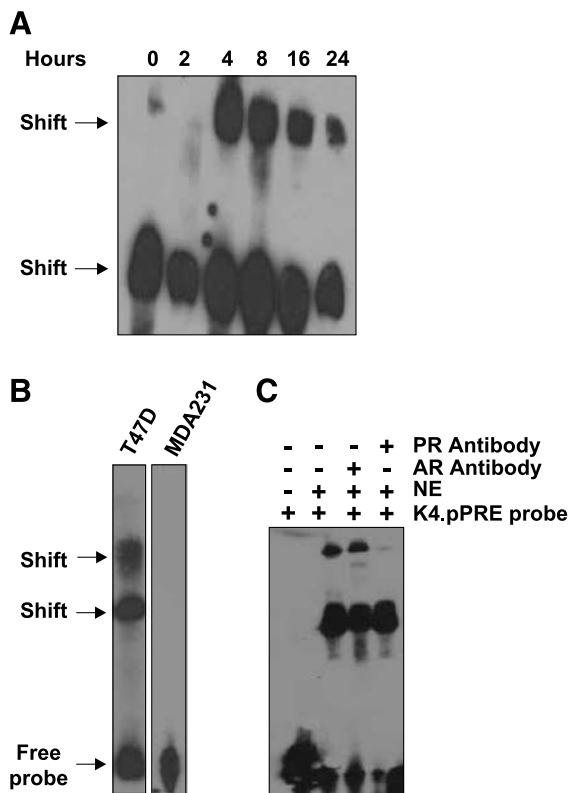 A
Hours 0 2 4 8 16 24
Shift
Shift
B
T47D
MDA231
Shift
Shift
Free
probe
C
- - - + PR Antibody
- - + - AR Antibody
- + + + NE
+ + + + K4.pPRE probe